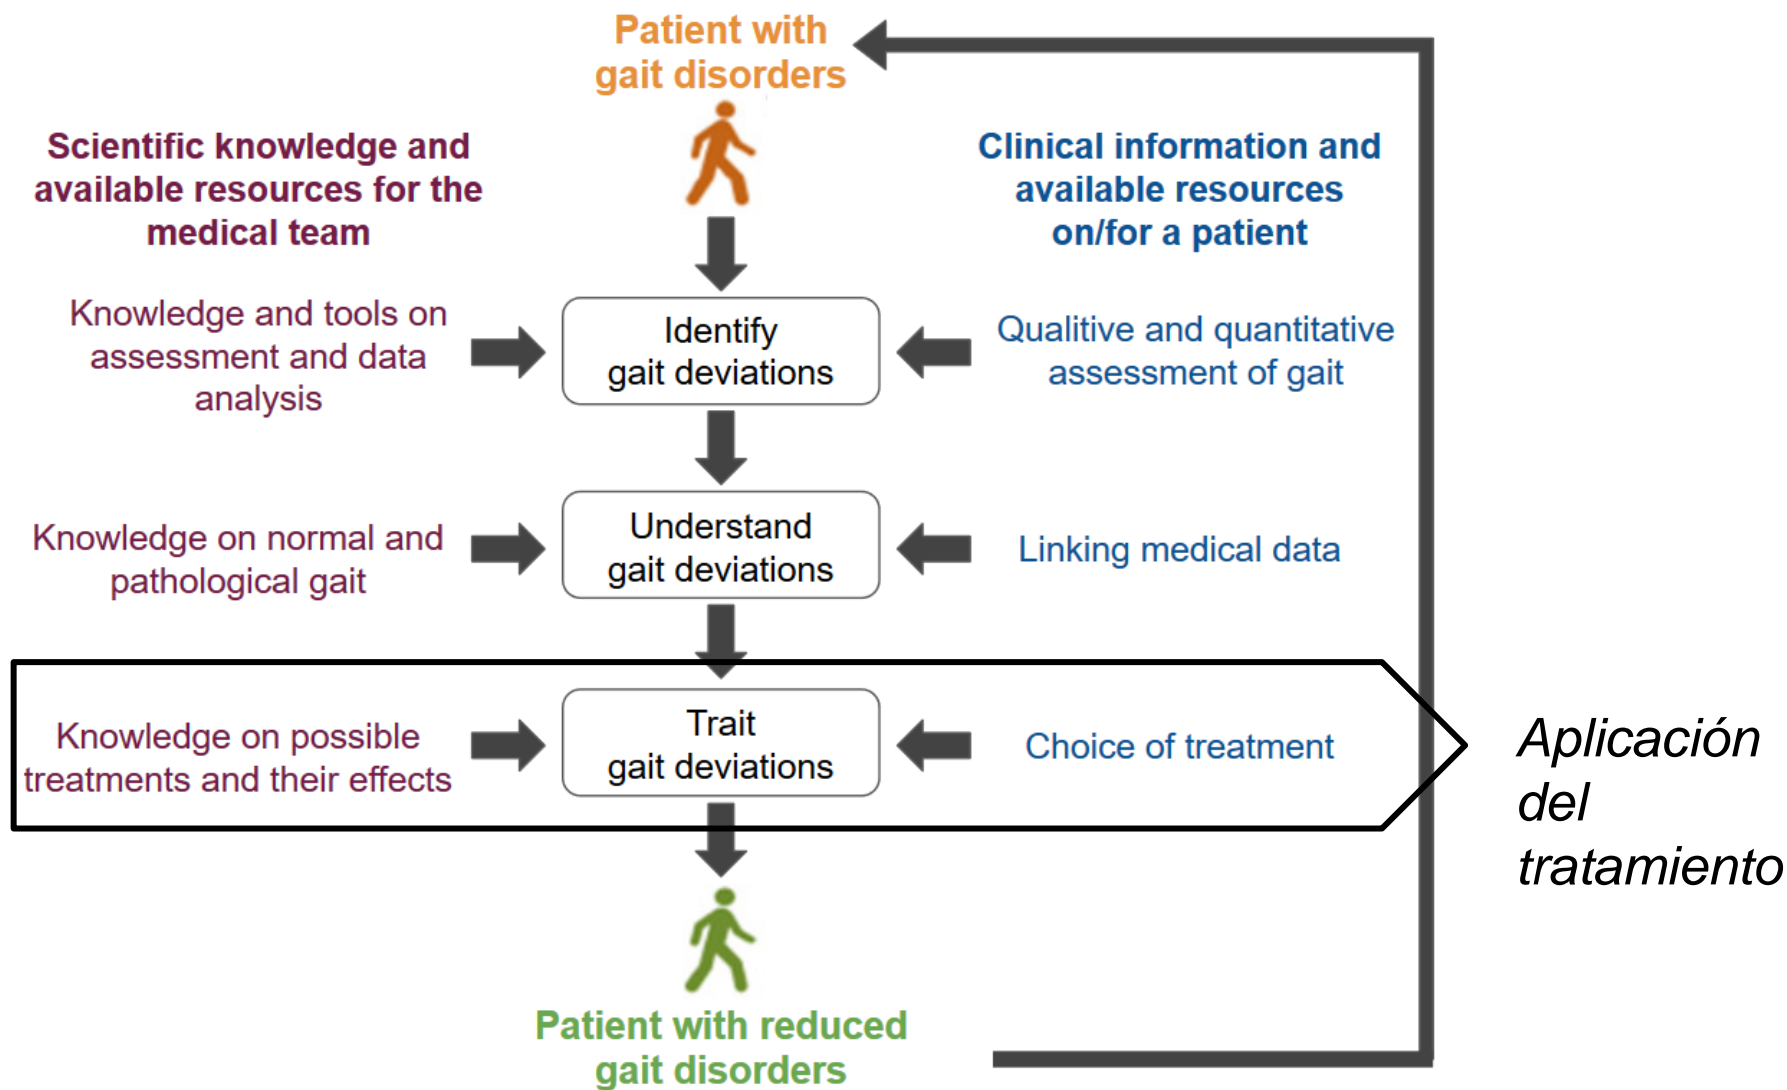 Patient with
gait disorders
Scientific knowledge and
available resources for the
medical team
Clinical information and
available resources
on/for a patient
Knowledge and tools on
assessment and data
analysis
Identify
gait deviations
Qualitive and quantitative
assessment of gait
Knowledge on normal and
pathological gait
Understand
gait deviations
Linking medical data
Knowledge on possible
treatments and their effects
Trait
gait deviations
Choice of treatment
Aplicación
del
tratamiento
Patient with reduced
gait disorders